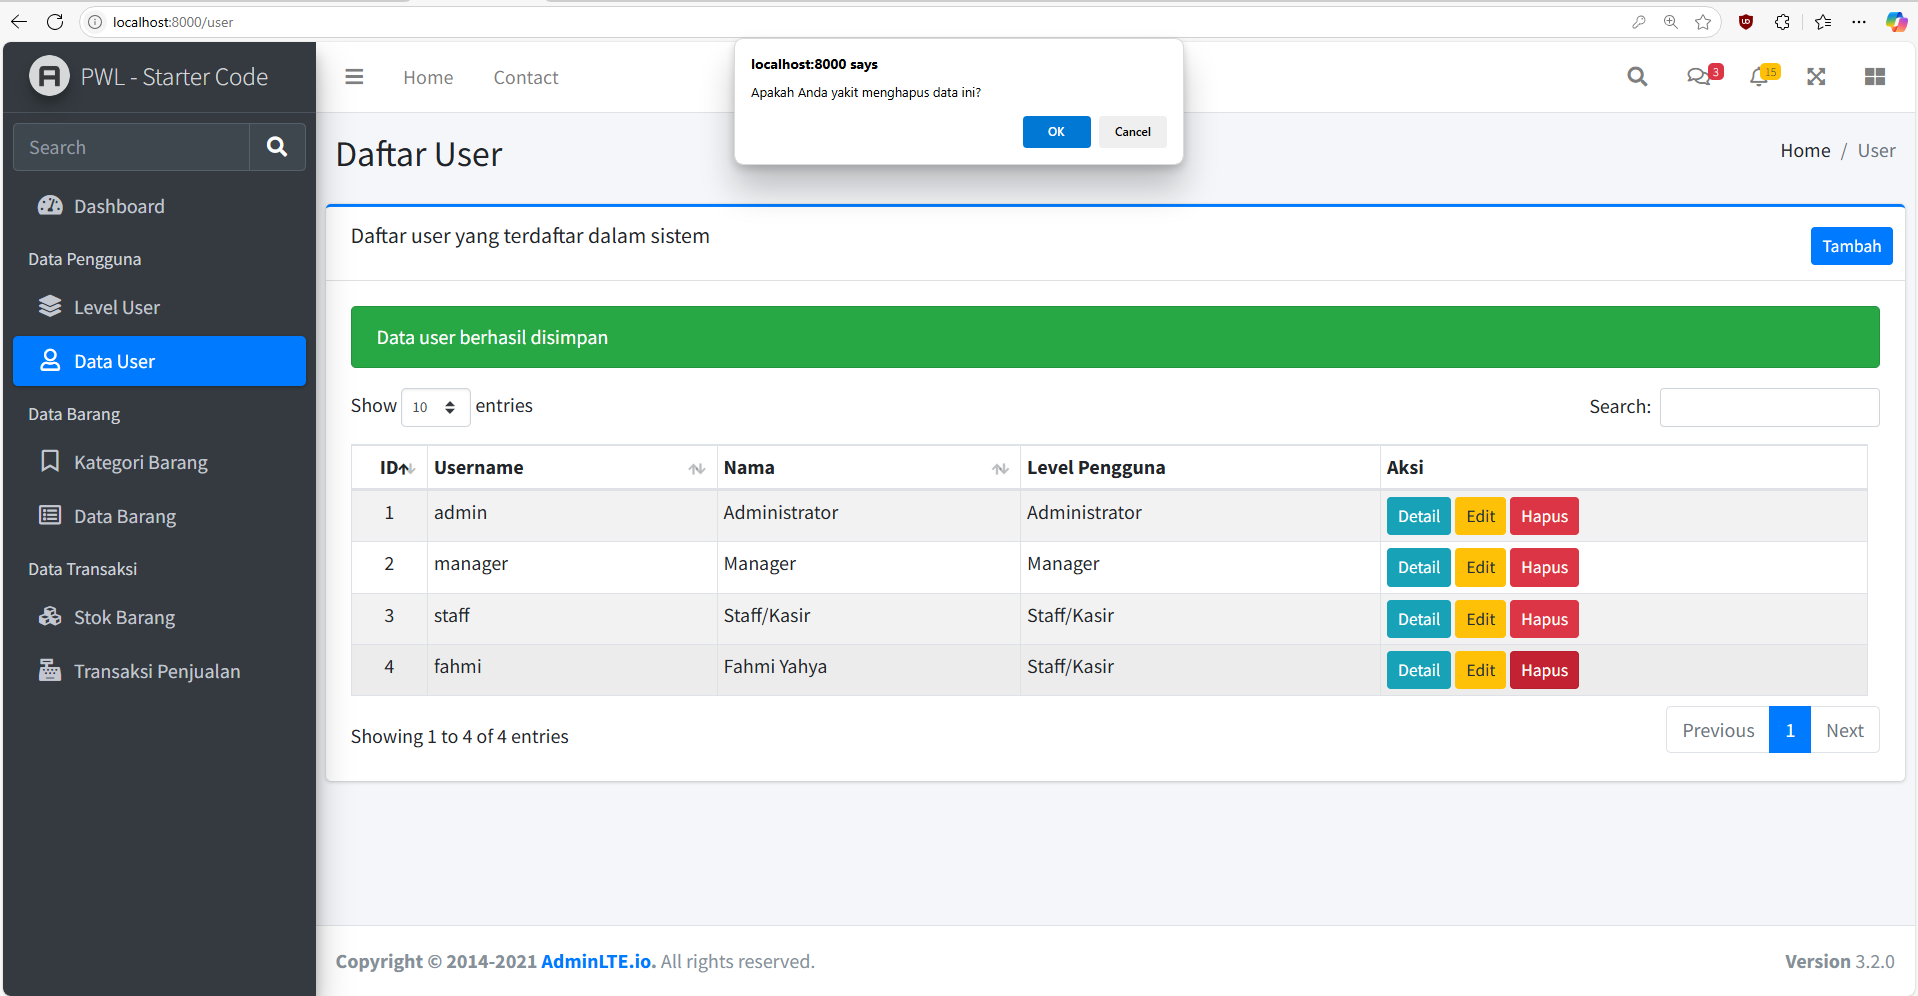 localhost:8000/user
localhost:8000 says
Apakah Anda yakit menghapus data ini?
OK Cancel
PWL - Starter Code
Home Contact
3 15
Search
Daftar User
Home / User
Dashboard
Data Pengguna
Level User
Data User
Data Barang
Kategori Barang
Data Barang
Data Transaksi
Stok Barang
Transaksi Penjualan
Daftar user yang terdaftar dalam sistem
Tambah
Data user berhasil disimpan
Show 10 entries
Search:
ID Username Nama Level Pengguna Aksi
1 admin Administrator Administrator Detail Edit Hapus
2 manager Manager Manager Detail Edit Hapus
3 staff Staff/Kasir Staff/Kasir Detail Edit Hapus
4 fahmi Fahmi Yahya Staff/Kasir Detail Edit Hapus
Showing 1 to 4 of 4 entries
Previous 1 Next
Copyright © 2014-2021 AdminLTE.io. All rights reserved.
Version 3.2.0